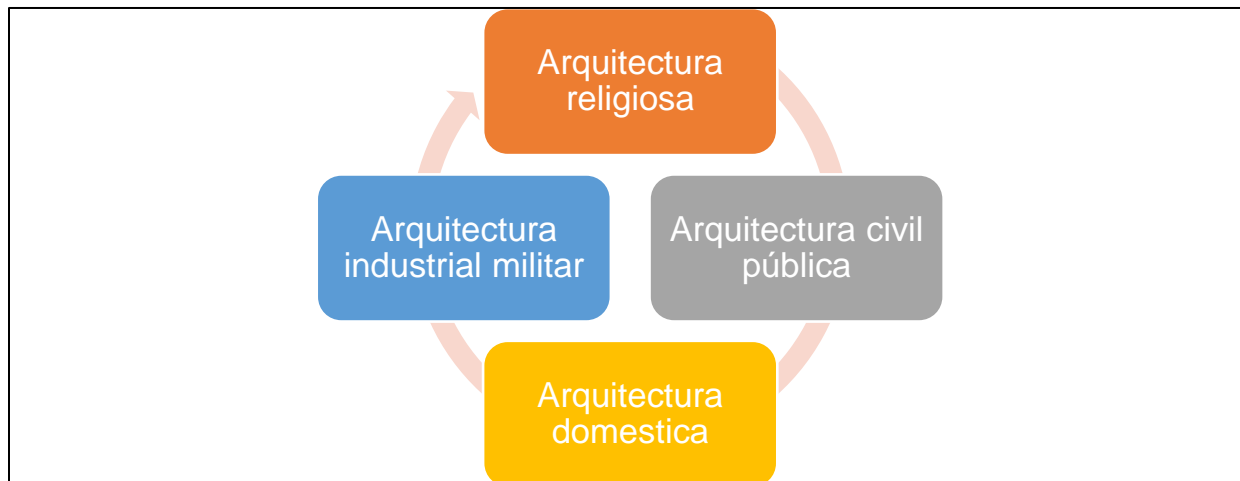 Arquitectura
religiosa
Arquitectura
industrial militar
Arquitectura civil
pública
Arquitectura
domestica